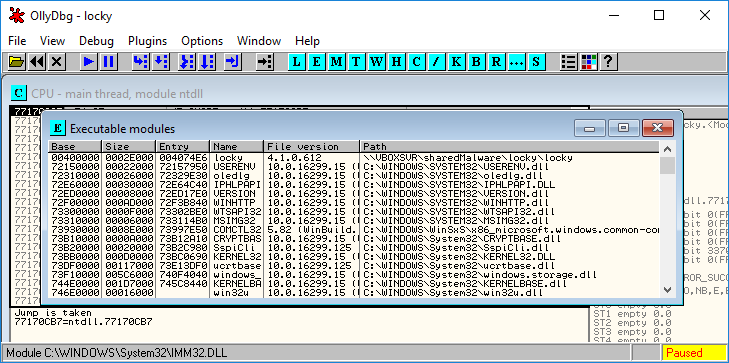 OllyDbg - locky
File View Debug Plugins Options Window Help
L E M T W H C / K B R ... S ?
C CPU - main thread, module ntdll
E Executable modules
Base Size Entry Name File version Path
00400000 0002E000 004074E6 locky 4.1.0.612 \\VBOXSVR\sharedMalware\locky\locky
72150000 00022000 72157950 USERENV 10.0.16299.15 (( C:\WINDOWS\SYSTEM32\USERENV.dll
72310000 00026000 72329E30 oledlg 10.0.16299.15 (( C:\WINDOWS\SYSTEM32\oledlg.dll
72E60000 00030000 72E64C40 IPHLPAPI 10.0.16299.15 (( C:\WINDOWS\SYSTEM32\IPHLPAPI.DLL
72ED0000 00008000 72ED17E0 VERSION 10.0.16299.15 (( C:\WINDOWS\SYSTEM32\VERSION.dll
72F00000 000AD000 72F3B840 WINHTTP 10.0.16299.15 (( C:\WINDOWS\SYSTEM32\WINHTTP.dll
73300000 0000F000 73302BE0 WTSAPI32 10.0.16299.15 (( C:\WINDOWS\SYSTEM32\WTSAPI32.dll
73310000 00006000 733114B0 MSIMG32 10.0.16299.15 (( C:\WINDOWS\SYSTEM32\MSIMG32.dll
73930000 0008E000 73997E50 COMCTL32 5.82 (WinBuild. C:\WINDOWS\WinSxS\x86_microsoft.windows.common-co
73B10000 0000A000 73B12A10 CRYPTBAS 10.0.16299.15 (( C:\WINDOWS\System32\CRYPTBASE.dll
73B20000 00020000 73B2C980 SspiCli 10.0.16299.125 C:\WINDOWS\System32\SspiCli.dll
73BB0000 000D0000 73BC0690 KERNEL32 10.0.16299.15 (( C:\WINDOWS\System32\KERNEL32.DLL
73DF0000 00117000 73E13DF0 ucrtbase 10.0.16299.125 C:\WINDOWS\System32\ucrtbase.dll
73F10000 005C6000 740F4040 windows_ 10.0.16299.15 (( C:\WINDOWS\System32\windows.storage.dll
744E0000 001D7000 745C8440 KERNELBA 10.0.16299.15 (( C:\WINDOWS\System32\KERNELBASE.dll
746E0000 00016000 win32u 10.0.16299.15 (( C:\WINDOWS\System32\win32u.dll
ST1 empty 0.0
Jump is taken
77170CB7=ntdll.77170CB7
ST2 empty 0.0
ST3 empty 0.0
Module C:\WINDOWS\System32\IMM32.DLL Paused